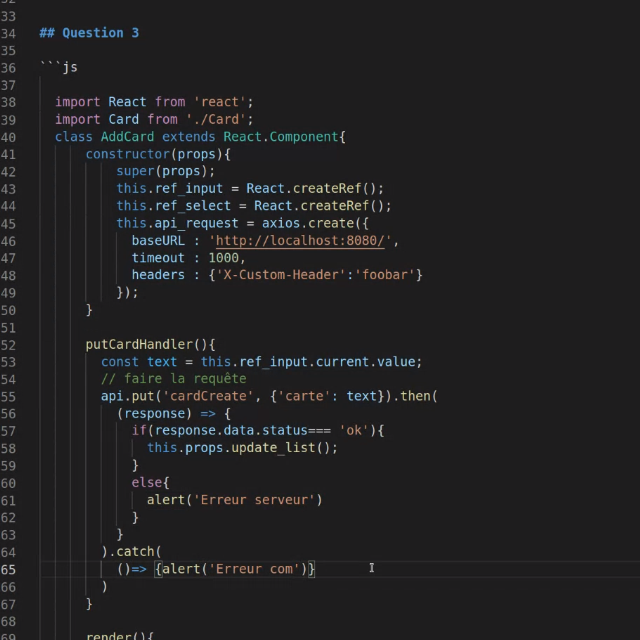 32
33
34 ## Question 3
35
36 ```js
37
38 import React from 'react';
39 import Card from './Card';
40 class AddCard extends React.Component{
41 constructor(props){
42 super(props);
43 this.ref_input = React.createRef();
44 this.ref_select = React.createRef();
45 this.api_request = axios.create({
46 baseURL : 'http://localhost:8080/',
47 timeout : 1000,
48 headers : {'X-Custom-Header':'foobar'}
49 });
50 }
51
52 putCardHandler(){
53 const text = this.ref_input.current.value;
54 // faire la requête
55 api.put('cardCreate', {'carte': text}).then(
56 (response) => {
57 if(response.data.status=== 'ok'){
58 this.props.update_list();
59 }
60 else{
61 alert('Erreur serveur')
62 }
63 }
64 ).catch(
65 ()=> {alert('Erreur com')}
66 )
67 }
68
69 render(){